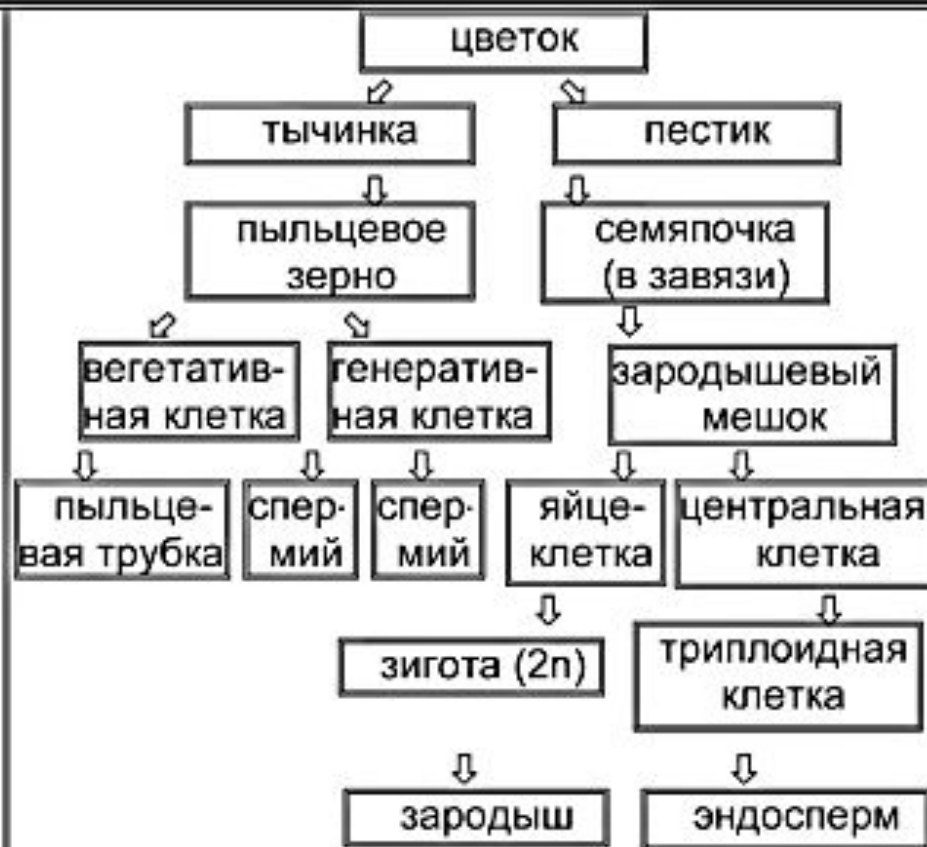 цветок
тычинка
пестик
пыльцевое
зерно
семяпочка
(в завязи)
вегетатив-
ная клетка
генератив-
ная клетка
зародышевый
мешок
пыльце-
вая трубка
спер-
мий
спер-
мий
яйце-
клетка
центральная
клетка
зигота (2n)
триплоидная
клетка
зародыш
эндосперм